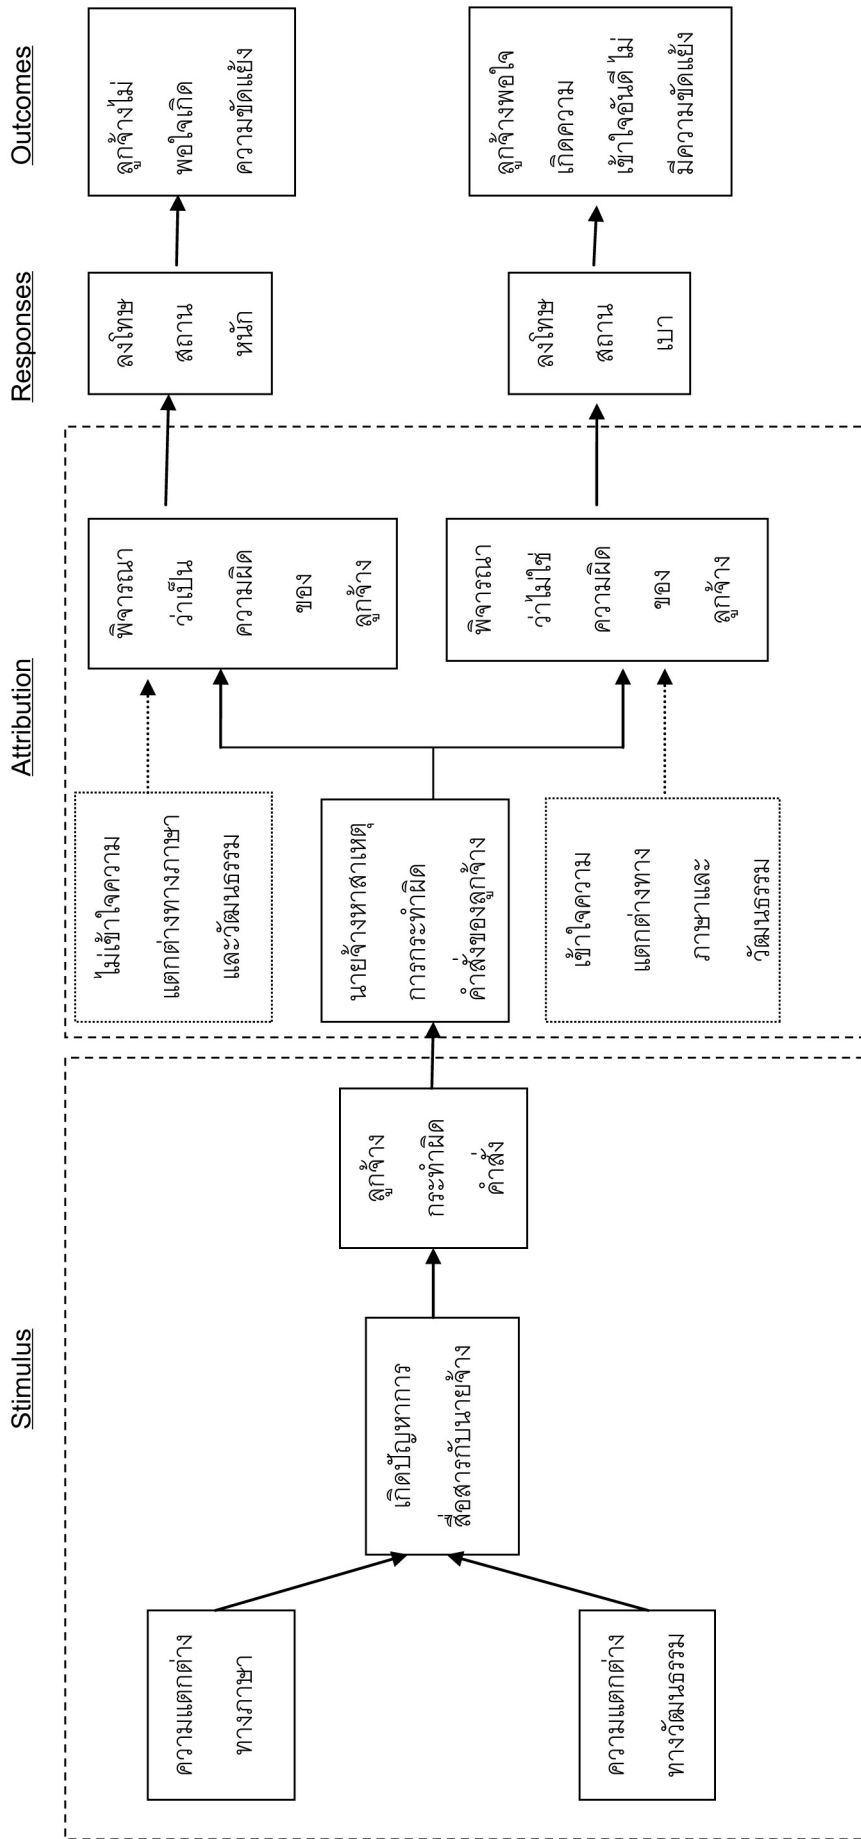 Stimulus
Attribution
Responses
Outcomes
ความแตกต่าง
ทางภาษา
ความแตกต่าง
ทางวัฒนธรรม
เกิดปัญหาการ
สื่อสารกับนายจ้าง
ลูกจ้าง
กระทำผิด
คำสั่ง
ไม่เข้าใจความ
แตกต่างทางภาษา
และวัฒนธรรม
นายจ้างหาสาเหตุ
การกระทำผิด
คำสั่งของลูกจ้าง
เข้าใจความ
แตกต่างทาง
ภาษาและ
วัฒนธรรม
พิจารณา
ว่าเป็น
ความผิด
ของ
ลูกจ้าง
พิจารณา
ว่าไม่ใช่
ความผิด
ของ
ลูกจ้าง
ลงโทษ
สถาน
หนัก
ลงโทษ
สถาน
เบา
ลูกจ้างไม่
พอใจเกิด
ความขัดแย้ง
ลูกจ้างพอใจ
เกิดความ
เข้าใจอันดี ไม่
มีความขัดแย้ง